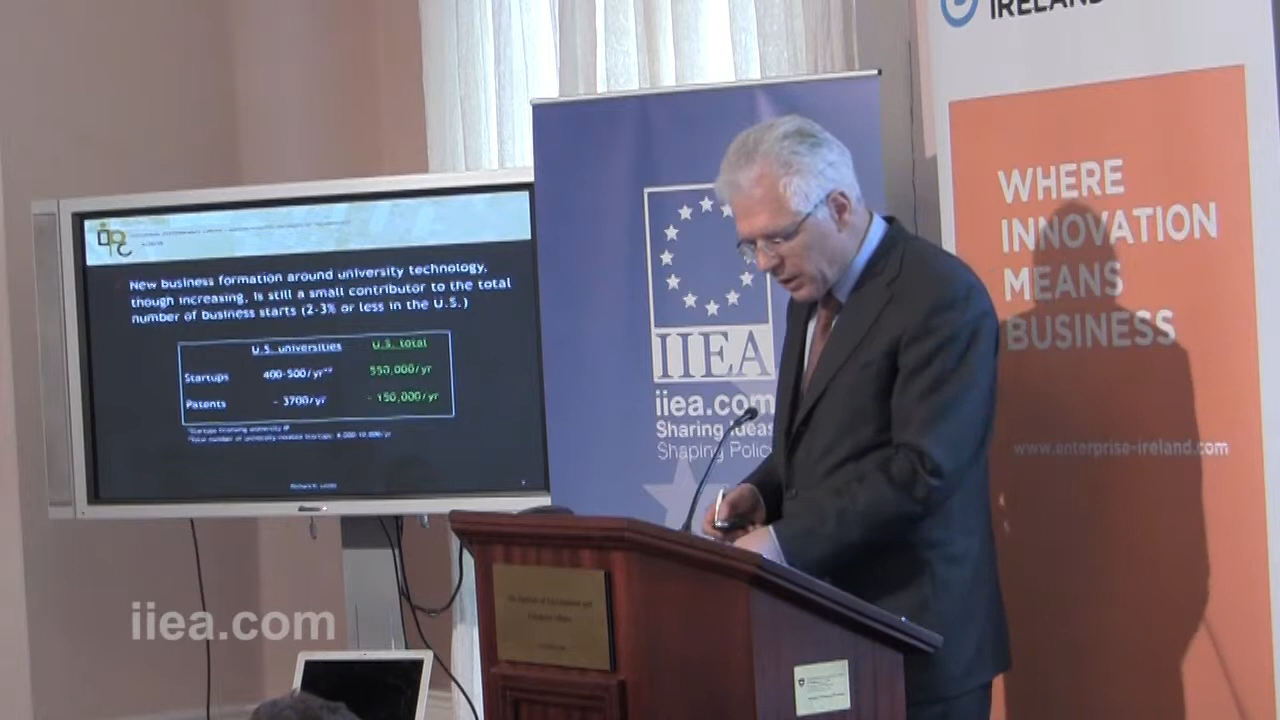 ipc
New business formation around university technology,
though increasing, is still a small contributor to the total
number of business starts (2-3% or less in the U.S.)
U.S. universities U.S. total
Startups 400-500/yr 550,000/yr
Patents ~ 3700/yr ~ 150,000/yr
IIEA
iiea.com
Sharing Ideas
Shaping Polic
IRELAND
WHERE
INNOVATION
MEANS
BUSINESS
www.enterprise-ireland.com
iiea.com